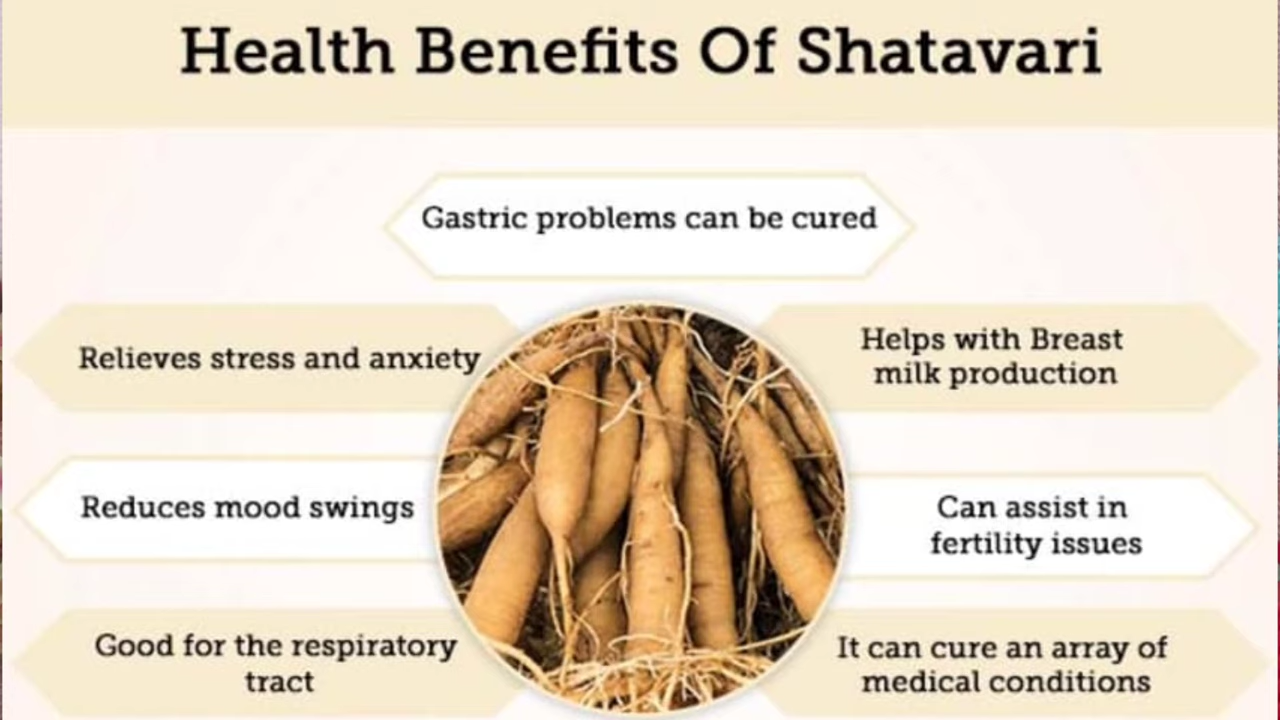 Health Benefits Of Shatavari
Gastric problems can be cured
Relieves stress and anxiety
Helps with Breast
milk production
Reduces mood swings
Can assist in
fertility issues
Good for the respiratory
tract
It can cure an array of
medical conditions